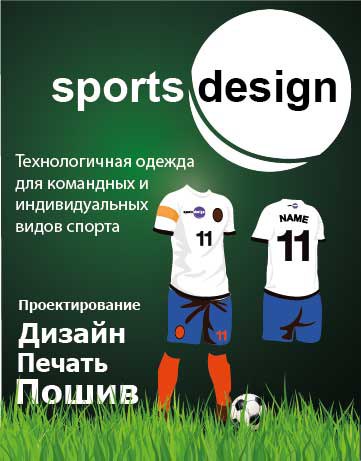 sports design
Технологичная одежда
для командных и
индивидуальных
видов спорта
NAME
11
11
11
Проектирование
Дизайн
Печать
Пошив